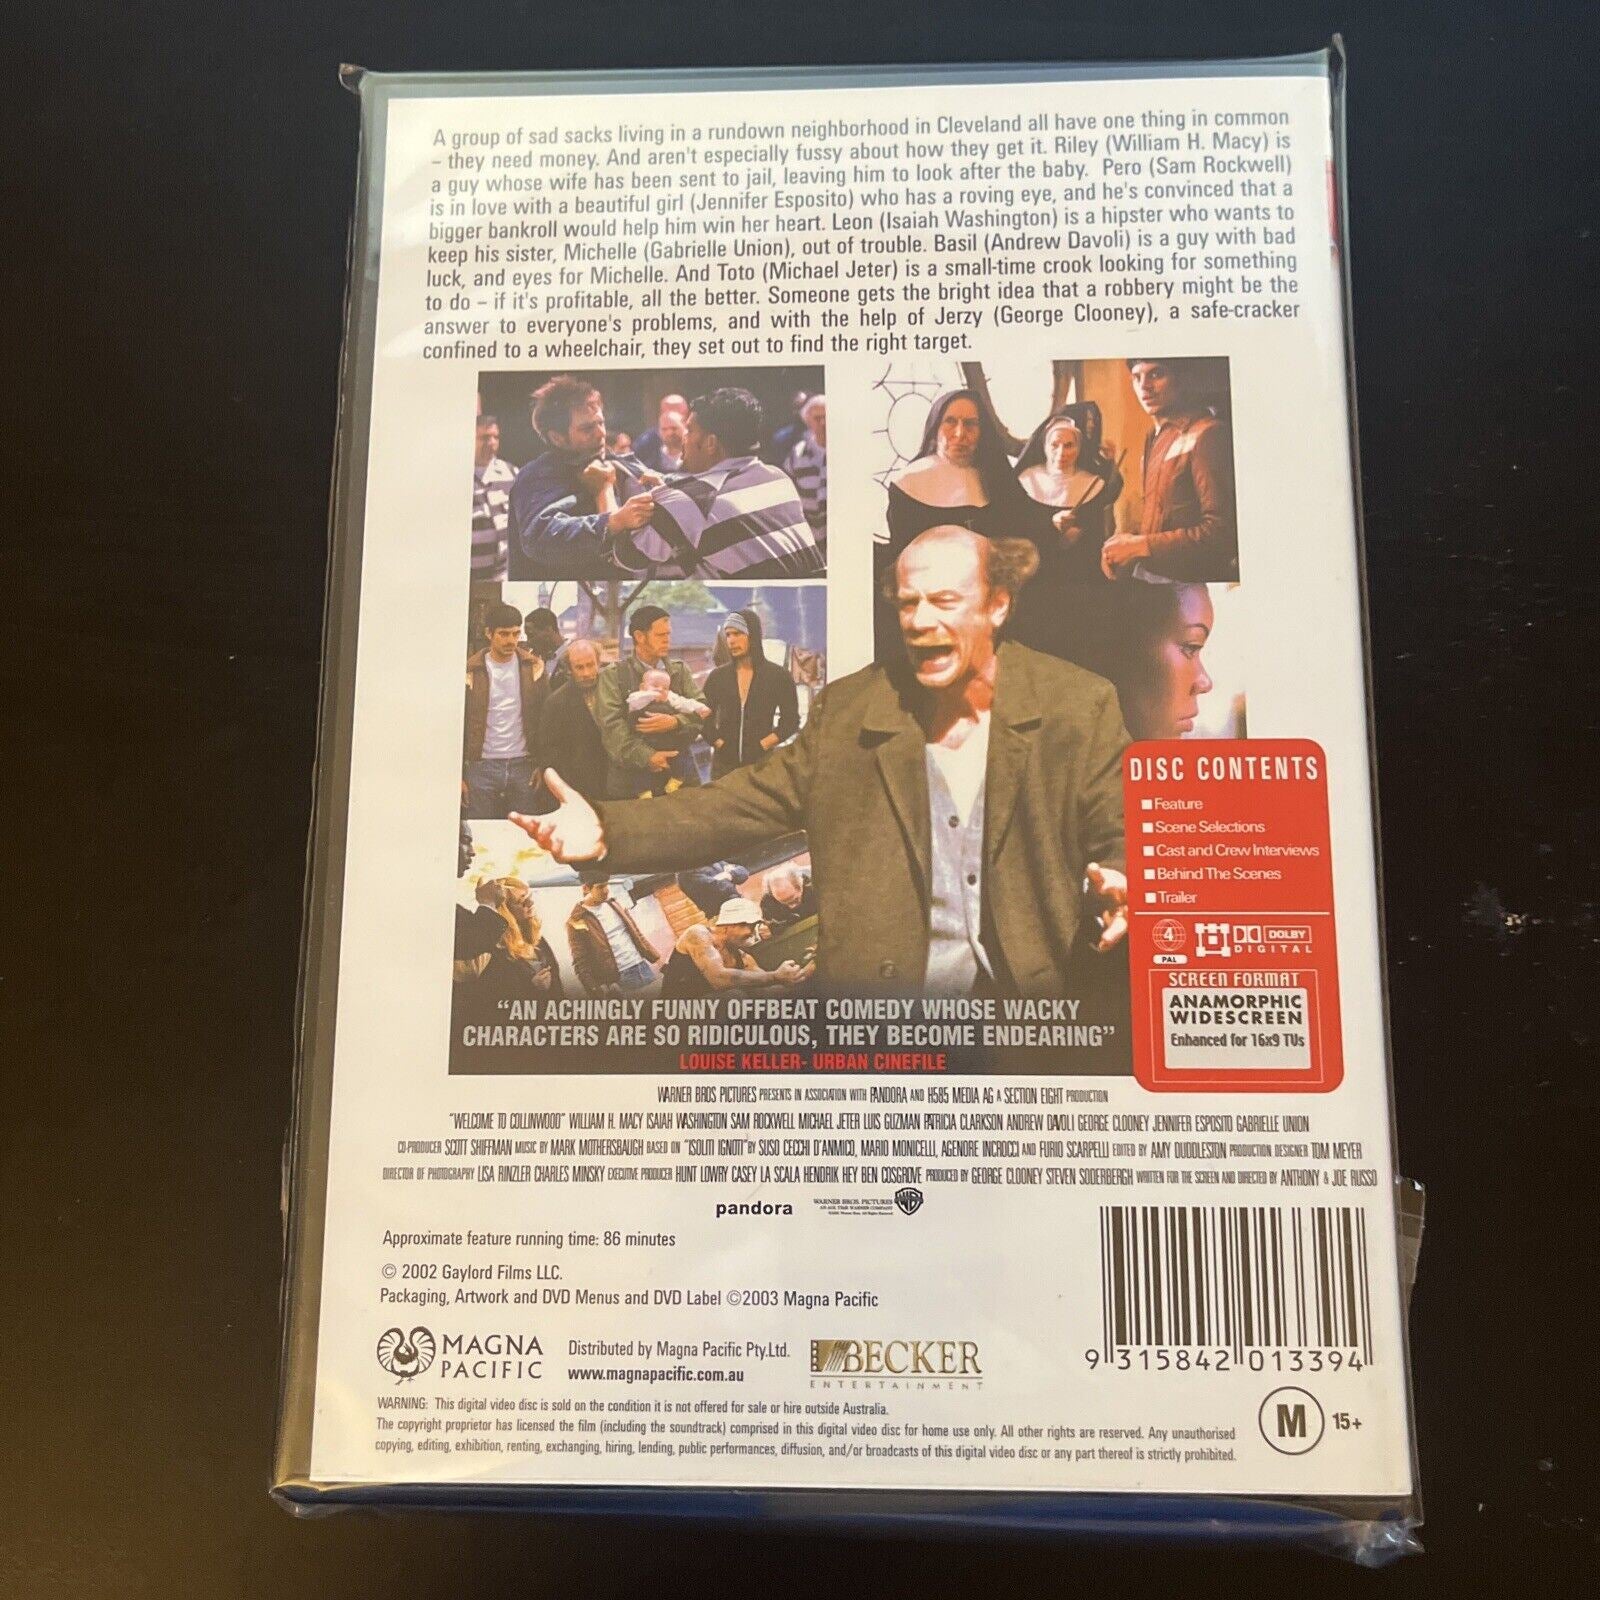 A group of sad sacks living in a rundown neighborhood in Cleveland all have one thing in common
– they need money. And aren't especially fussy about how they get it. Riley (William H. Macy) is
a guy whose wife has been sent to jail, leaving him to look after the baby. Pero (Sam Rockwell)
is in love with a beautiful girl (Jennifer Esposito) who has a roving eye, and he's convinced that a
bigger bankroll would help him win her heart. Leon (Isaiah Washington) is a hipster who wants to
keep his sister, Michelle (Gabrielle Union), out of trouble. Basil (Andrew Davoli) is a guy with bad
luck, and eyes for Michelle. And Toto (Michael Jeter) is a small-time crook looking for something
to do – if it's profitable, all the better. Someone gets the bright idea that a robbery might be the
answer to everyone's problems, and with the help of Jerzy (George Clooney), a safe-cracker
confined to a wheelchair, they set out to find the right target.
DISC CONTENTS
Feature
Scene Selections
Cast and Crew Interviews
Behind The Scenes
Trailer
4
PAL
DOLBY
DIGITAL
SCREEN FORMAT
ANAMORPHIC
WIDESCREEN
Enhanced for 16x9 TVs
“AN ACHINGLY FUNNY OFFBEAT COMEDY WHOSE WACKY
CHARACTERS ARE SO RIDICULOUS, THEY BECOME ENDEARING”
LOUISE KELLER- URBAN CINEFILE
WARNER BROS PICTURES PRESENTS IN ASSOCIATION WITH PANDORA AND H5B5 MEDIA AG A SECTION EIGHT PRODUCTION
"WELCOME TO COLLINWOOD" WILLIAM H. MACY ISAIAH WASHINGTON SAM ROCKWELL MICHAEL JETER LUIS GUZMAN PATRICIA CLARKSON ANDREW DAVOLI GEORGE CLOONEY JENNIFER ESPOSITO GABRIELLE UNION
CO-PRODUCER SCOTT SHIFFMAN MUSIC BY MARK MOTHERSBAUGH BASED ON "ISOLITI IGNOTI" BY SUSO CECCHI D'ANMICO, MARIO MONICELLI, AGENORE INCROCCI AND FURIO SCARPELLI EDITED BY AMY DUDDLESTON PRODUCTION DESIGNER TOM MEYER
DIRECTOR OF PHOTOGRAPHY LISA RINZLER CHARLES MINSKY EXECUTIVE PRODUCER HUNT LOWRY CASEY LA SCALA HENDRIK HEY BEN COSGROVE PRODUCED BY GEORGE CLOONEY STEVEN SODERBERGH WRITTEN FOR THE SCREEN AND DIRECTED BY ANTHONY & JOE RUSSO
pandora
WARNER BROS. PICTURES
Approximate feature running time: 86 minutes
© 2002 Gaylord Films LLC.
Packaging, Artwork and DVD Menus and DVD Label ©2003 Magna Pacific
MAGNA
PACIFIC
Distributed by Magna Pacific Pty.Ltd.
www.magnapacific.com.au
BECKER
ENTERTAINMENT
9 315842 013394
WARNING: This digital video disc is sold on the condition it is not offered for sale or hire outside Australia.
The copyright proprietor has licensed the film (including the soundtrack) comprised in this digital video disc for home use only. All other rights are reserved. Any unauthorised
copying, editing, exhibition, renting, exchanging, hiring, lending, public performances, diffusion, and/or broadcasts of this digital video disc or any part thereof is strictly prohibited.
M 15+